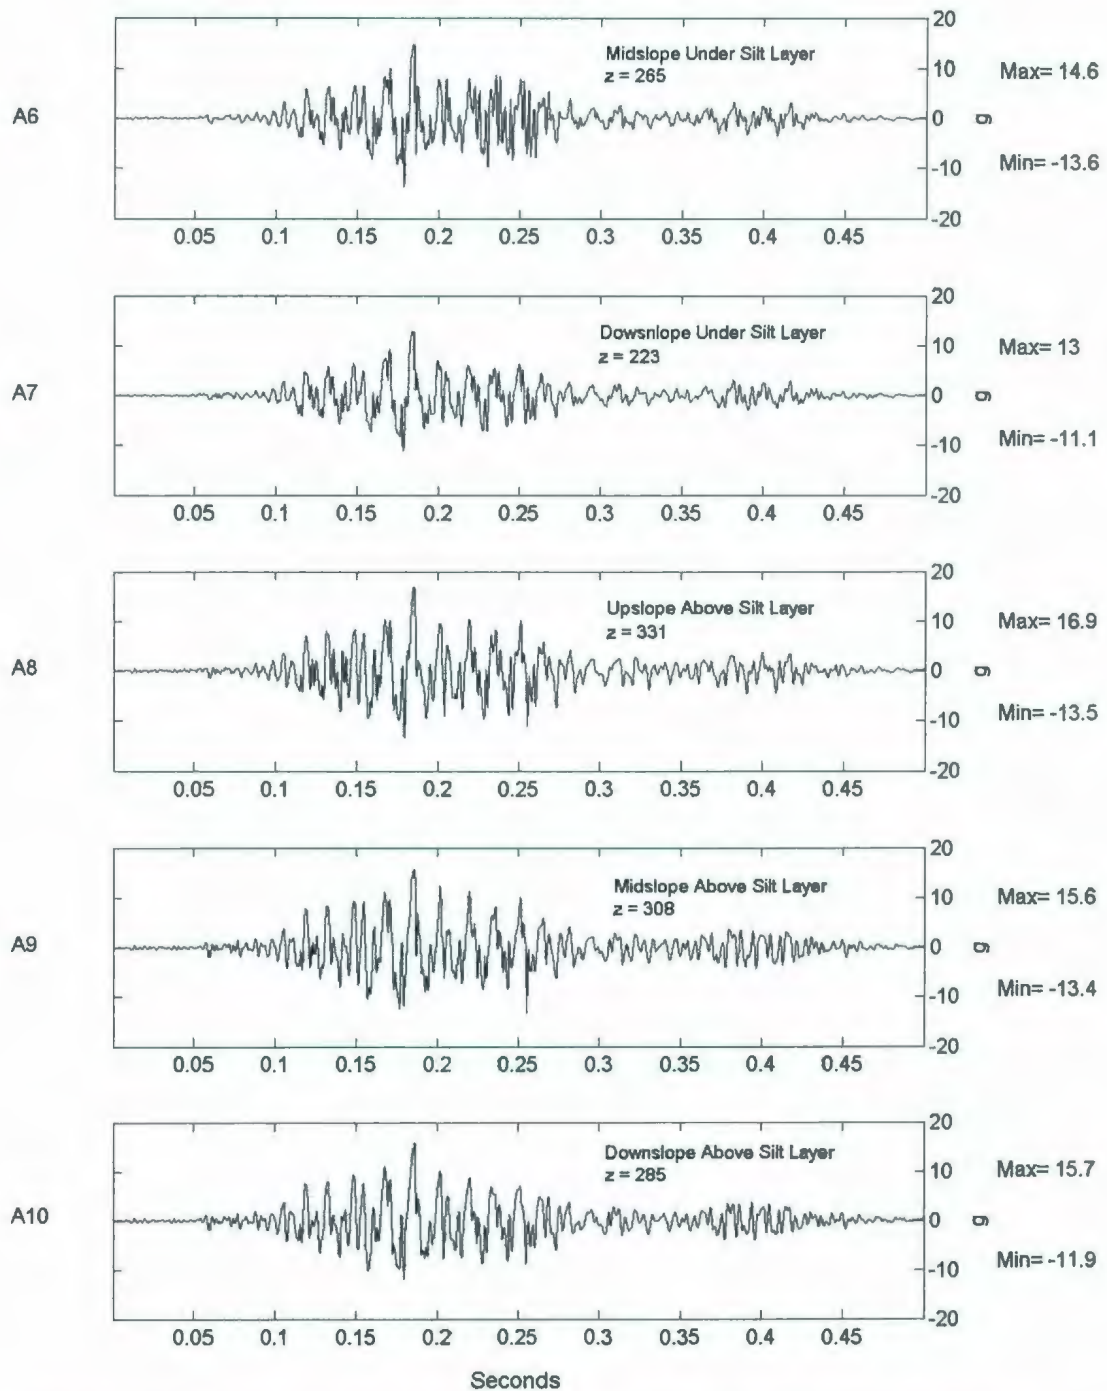 A6
Midslope Under Silt Layer
z = 265
20
10
0
-10
-20
g
Max= 14.6
Min= -13.6
0.05 0.1 0.15 0.2 0.25 0.3 0.35 0.4 0.45
A7
Dowsnlope Under Silt Layer
z = 223
20
10
0
-10
-20
g
Max= 13
Min= -11.1
0.05 0.1 0.15 0.2 0.25 0.3 0.35 0.4 0.45
A8
Upslope Above Silt Layer
z = 331
20
10
0
-10
-20
g
Max= 16.9
Min= -13.5
0.05 0.1 0.15 0.2 0.25 0.3 0.35 0.4 0.45
A9
Midslope Above Silt Layer
z = 308
20
10
0
-10
-20
g
Max= 15.6
Min= -13.4
0.05 0.1 0.15 0.2 0.25 0.3 0.35 0.4 0.45
A10
Downslope Above Silt Layer
z = 285
20
10
0
-10
-20
g
Max= 15.7
Min= -11.9
0.05 0.1 0.15 0.2 0.25 0.3 0.35 0.4 0.45
Seconds